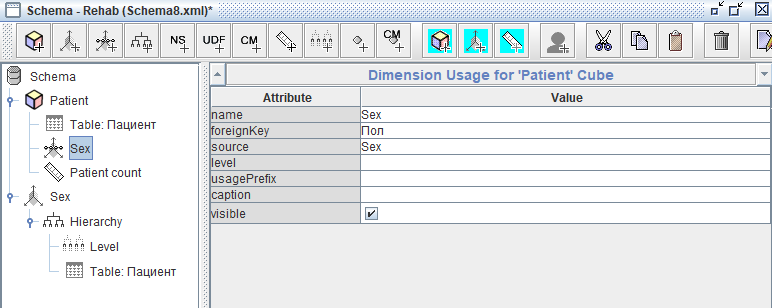 Schema - Rehab (Schema8.xml)*
NS UDF CM CM
Schema
Patient
Table: Пациент
Sex
Patient count
Sex
Hierarchy
Level
Table: Пациент
Dimension Usage for 'Patient' Cube
Attribute Value
name Sex
foreignKey Пол
source Sex
level
usagePrefix
caption
visible